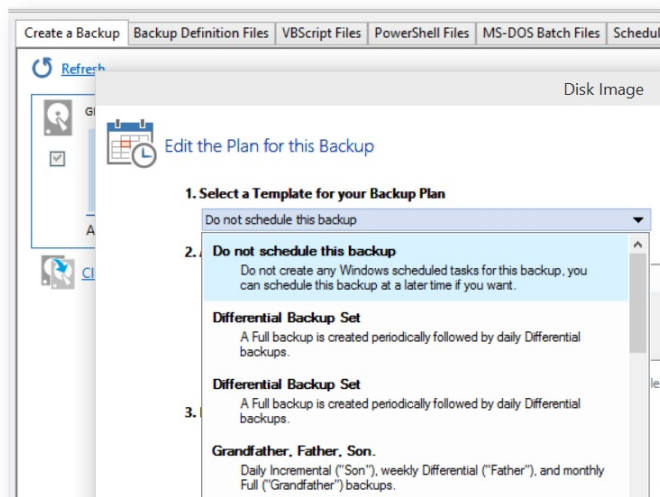 Create a Backup Backup Definition Files VBScript Files PowerShell Files MS-DOS Batch Files
Refresh
Disk Image
Edit the Plan for this Backup
1. Select a Template for your Backup Plan
Do not schedule this backup
2.
Do not schedule this backup
Do not create any Windows scheduled tasks for this backup, you
can schedule this backup at a later time if you want.
Differential Backup Set
A Full backup is created periodically followed by daily Differential
backups.
Differential Backup Set
A Full backup is created periodically followed by daily Differential
backups.
3.
Grandfather, Father, Son.
Daily Incremental ("Son"), weekly Differential ("Father"), and monthly
Full ("Grandfather") backups.